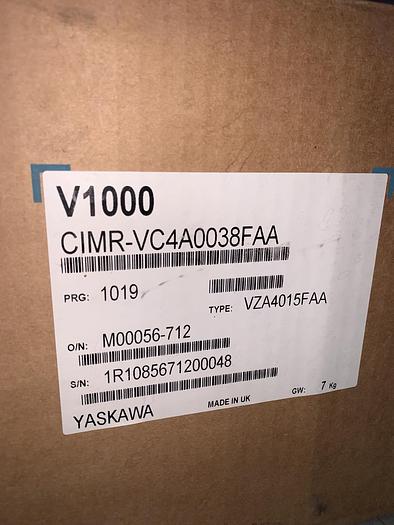 V1000
CIMR-VC4A0038FAA
PRG: 1019
TYPE: VZA4015FAA
O/N: M00056-712
S/N: 1R1085671200048
YASKAWA MADE IN UK GW: 7 Kg